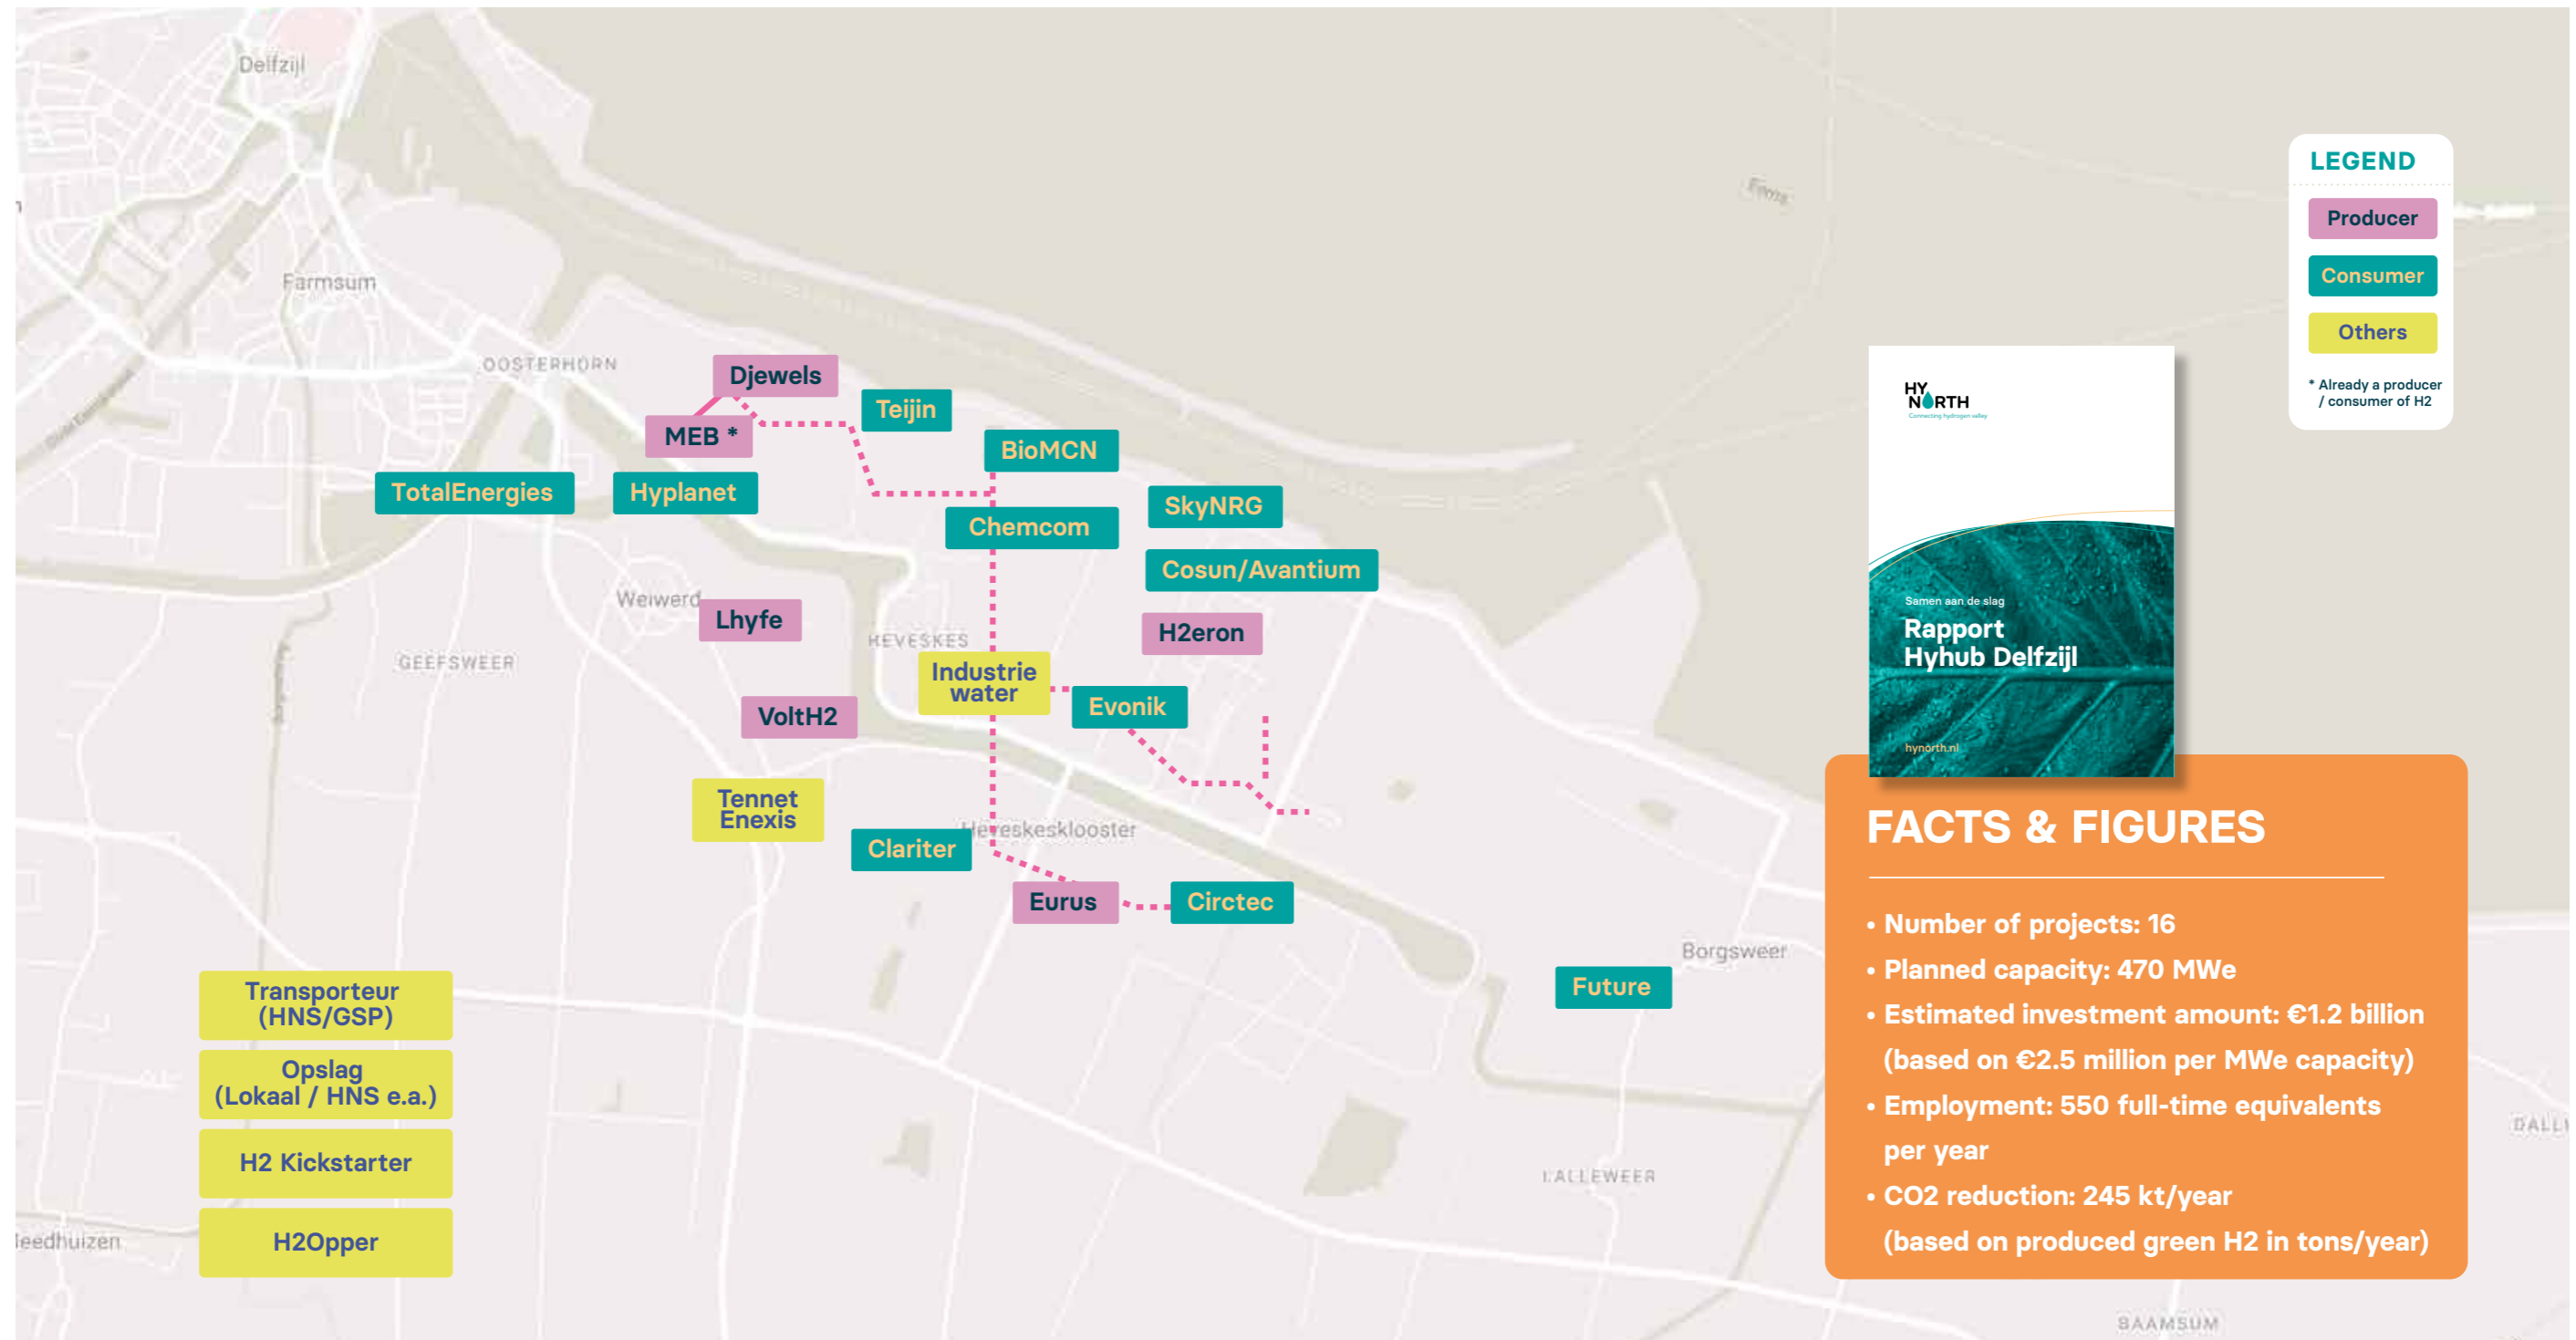 Delfzijl
Farmsum
OOSTERHORN
Djewels
MEB *
Teijin
BioMCN
TotalEnergies
Hyplanet
SkyNRG
Chemcom
Cosun/Avantium
Weiwerd
Lhyfe
H2eron
HEVESKES
GEEFSWEER
Industrie
water
Evonik
VoltH2
Tennet
Enexis
Heveskesklooster
Clariter
Eurus
Circtec
Borgsweer
Future
Transporteur
(HNS/GSP)
Opslag
(Lokaal / HNS e.a.)
H2 Kickstarter
H2Opper
LALLEWEER
BAAMSUM
Eems
LEGEND
Producer
Consumer
Others
* Already a producer
/ consumer of H2
HY
NORTH
Connecting hydrogen valley
Samen aan de slag
Rapport
Hyhub Delfzijl
hynorth.nl
FACTS & FIGURES
• Number of projects: 16
• Planned capacity: 470 MWe
• Estimated investment amount: €1.2 billion
(based on €2.5 million per MWe capacity)
• Employment: 550 full-time equivalents
per year
• CO2 reduction: 245 kt/year
(based on produced green H2 in tons/year)